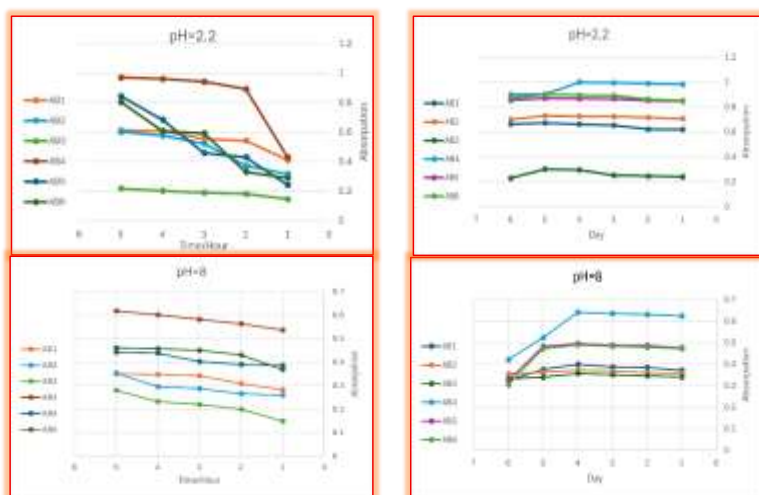 pH=2.2
1.2
1
0.8
0.6
0.4
0.2
0
AB1
AB2
AB3
AB4
AB5
AB6
6 5 4 3 2 1 0
Time/Hour
pH=2.2
1.2
1
0.8
0.6
0.4
0.2
0
AB1
AB2
AB3
AB4
AB5
AB6
7 6 5 4 3 2 1 0
Day
Absorpation
pH=8
0.7
0.6
0.5
0.4
0.3
0.2
0.1
0
AB1
AB2
AB3
AB5
6 5 4 3 2 1 0
Time/Hour
pH=8
0.7
0.6
0.5
0.4
0.3
0.2
0.1
0
AB1
AB2
AB3
AB4
AB5
AB6
7 6 5 4 3 2 1 0
Day